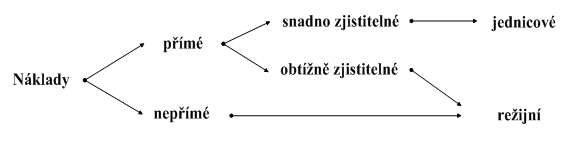 snadno zjistitelné
jednicové
přímé
obtížně zjistitelné
Náklady
nepřímé
režijní